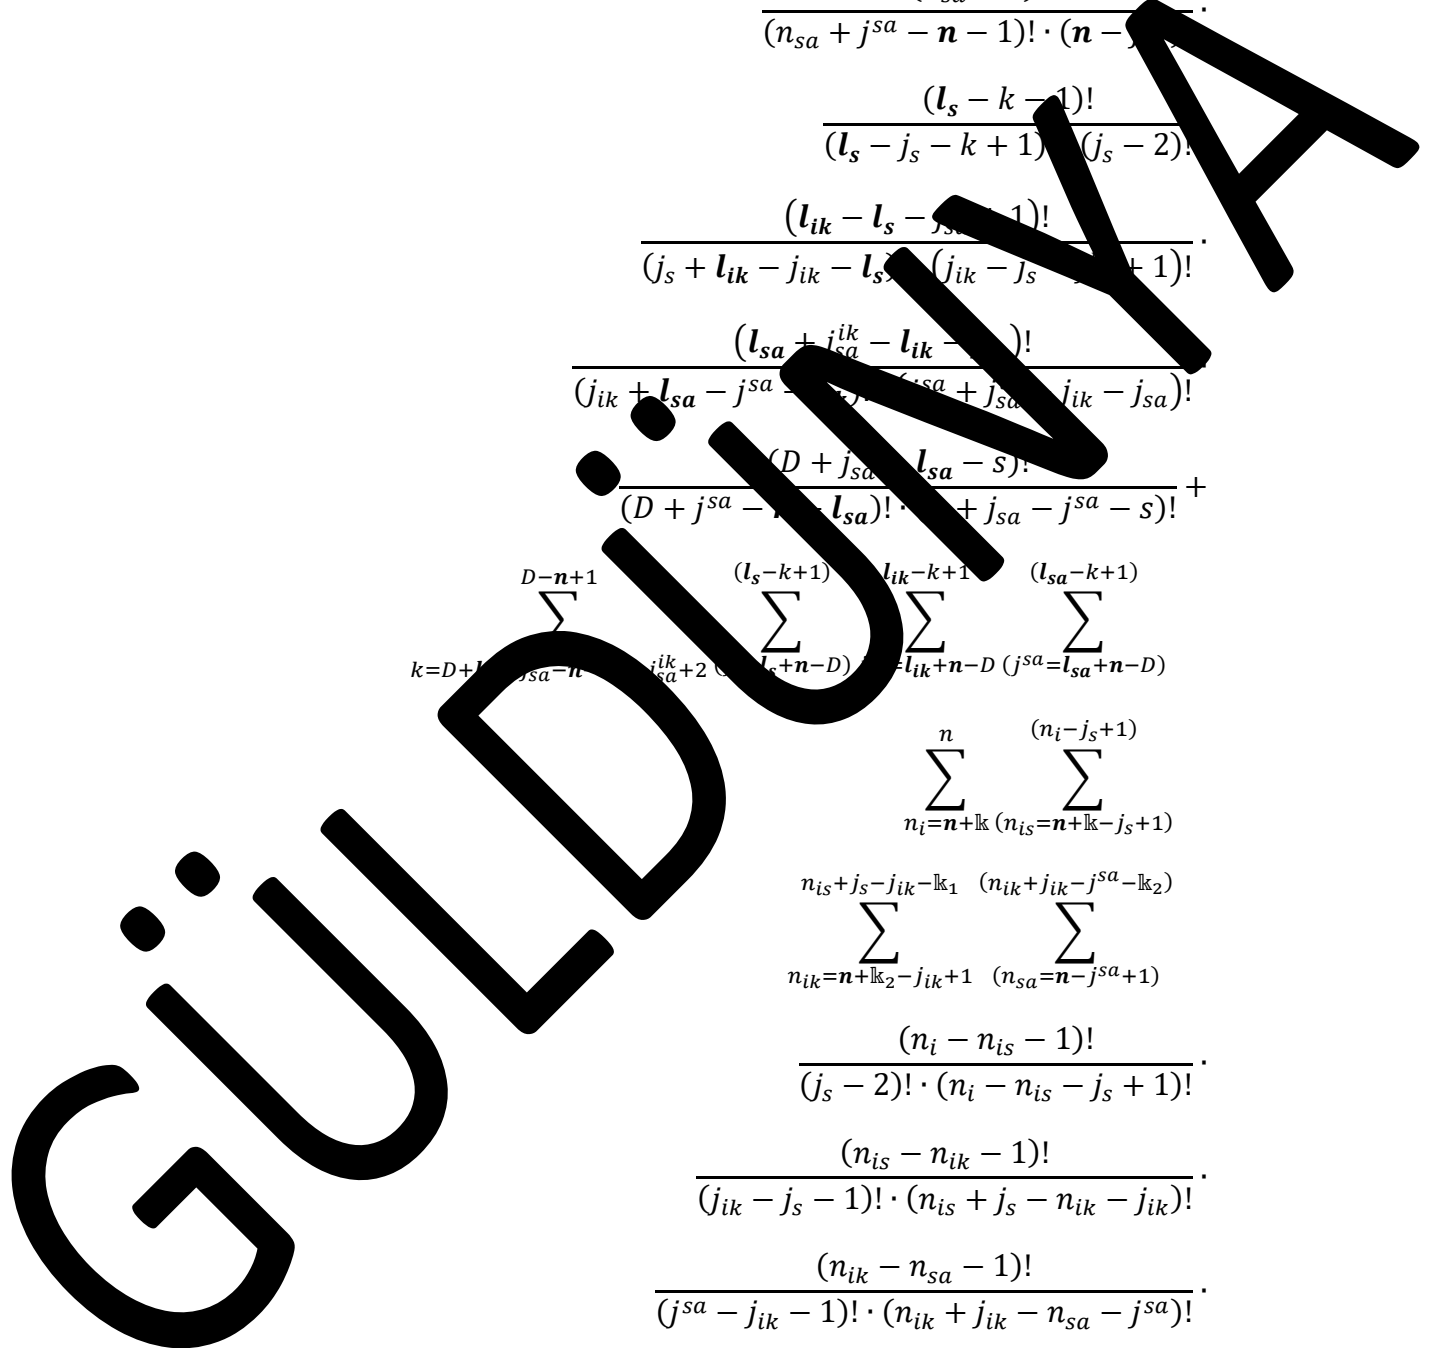 (n_{sa} + j^{sa} − n − 1)! · (n −
(l_s − k − 1)!
(l_s − j_s − k + 1) (j_s − 2)!
(l_{ik} − l_s − 1)!
(j_s + l_{ik} − j_{ik} − l_s) (j_{ik} − j_s + 1)! ·
(l_{sa} + j_{sa}^{ik} − l_{ik} − )!
(j_{ik} + l_{sa} − j^{sa} − + j_{ik} − j_{sa})!
(D + j_{sa} l_{sa} − s)!
(D + j^{sa} − l_{sa})! · + j_{sa} − j^{sa} − s)! +
D−n+1 (l_s−k+1) l_{ik}−k+1 (l_{sa}−k+1)
∑ ∑ ∑ ∑
k=D+ j_{sa}−n j_{sa}^{ik}+2 ( l_s+n−D) =l_{ik}+n−D (j^{sa}=l_{sa}+n−D)
n (n_i−j_s+1)
∑ ∑
n_i=n+𝕜 (n_{is}=n+𝕜−j_s+1)
n_{is}+j_s−j_{ik}−𝕜_1 (n_{ik}+j_{ik}−j^{sa}−𝕜_2)
∑ ∑
n_{ik}=n+𝕜_2−j_{ik}+1 (n_{sa}=n−j^{sa}+1)
(n_i − n_{is} − 1)!
(j_s − 2)! · (n_i − n_{is} − j_s + 1)! ·
(n_{is} − n_{ik} − 1)!
(j_{ik} − j_s − 1)! · (n_{is} + j_s − n_{ik} − j_{ik})! ·
(n_{ik} − n_{sa} − 1)!
(j^{sa} − j_{ik} − 1)! · (n_{ik} + j_{ik} − n_{sa} − j^{sa})! ·
GÜLDÜNYA